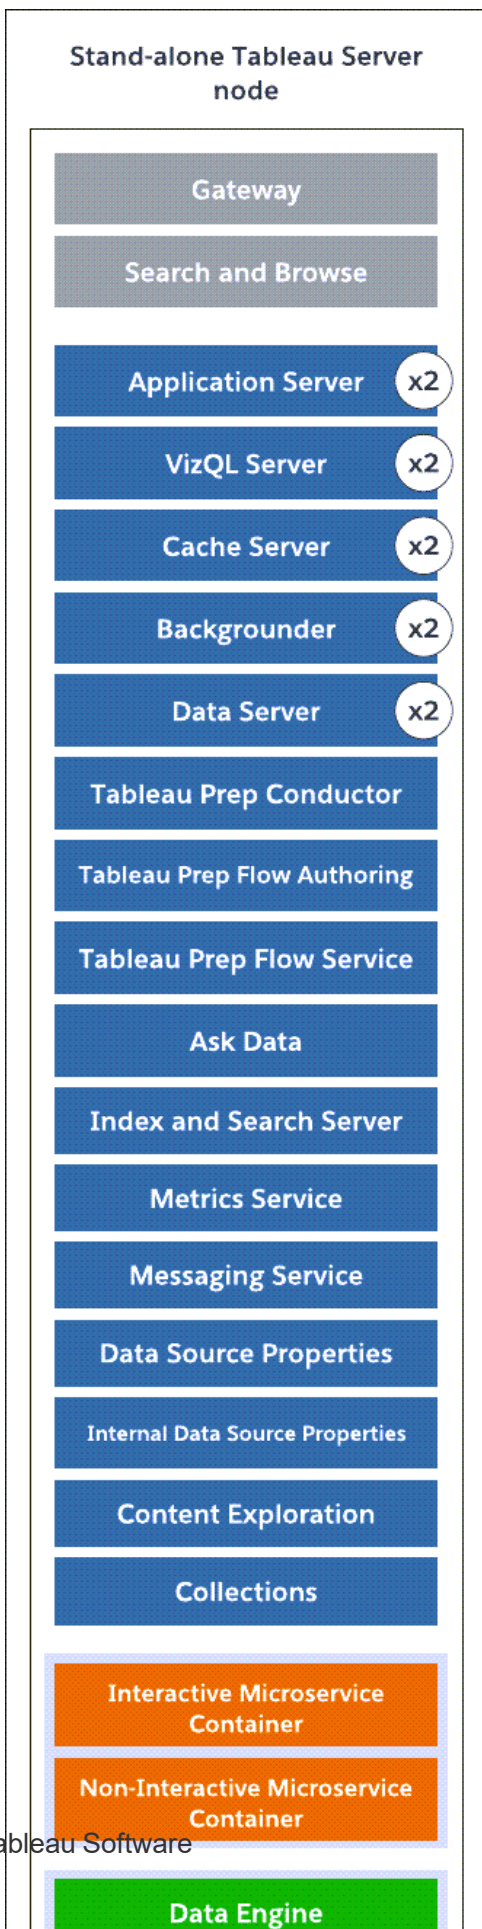 Stand-alone Tableau Server
node
Gateway
Search and Browse
Application Server x2
VizQL Server x2
Cache Server x2
Backgrounder x2
Data Server x2
Tableau Prep Conductor
Tableau Prep Flow Authoring
Tableau Prep Flow Service
Ask Data
Index and Search Server
Metrics Service
Messaging Service
Data Source Properties
Internal Data Source Properties
Content Exploration
Collections
Interactive Microservice
Container
Non-Interactive Microservice
Container
ableau Software
Data Engine